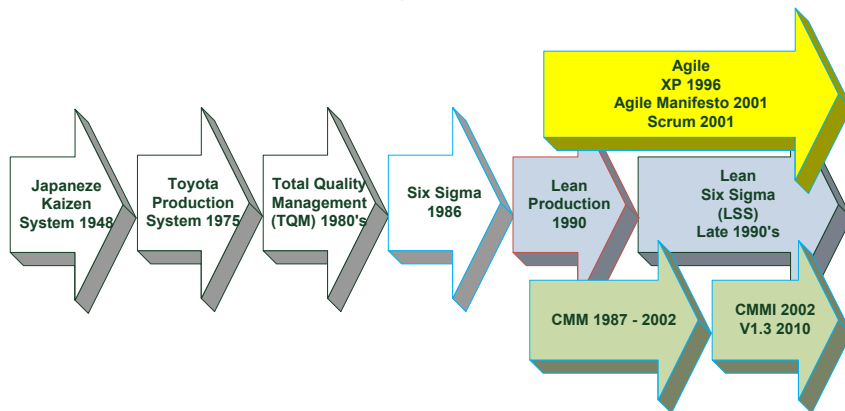 Agile
XP 1996
Agile Manifesto 2001
Scrum 2001
Japaneze
Kaizen
System 1948
Toyota
Production
System 1975
Total Quality
Management
(TQM) 1980's
Six Sigma
1986
Lean
Production
1990
Lean
Six Sigma
(LSS)
Late 1990's
CMM 1987 - 2002
CMMI 2002
V1.3 2010